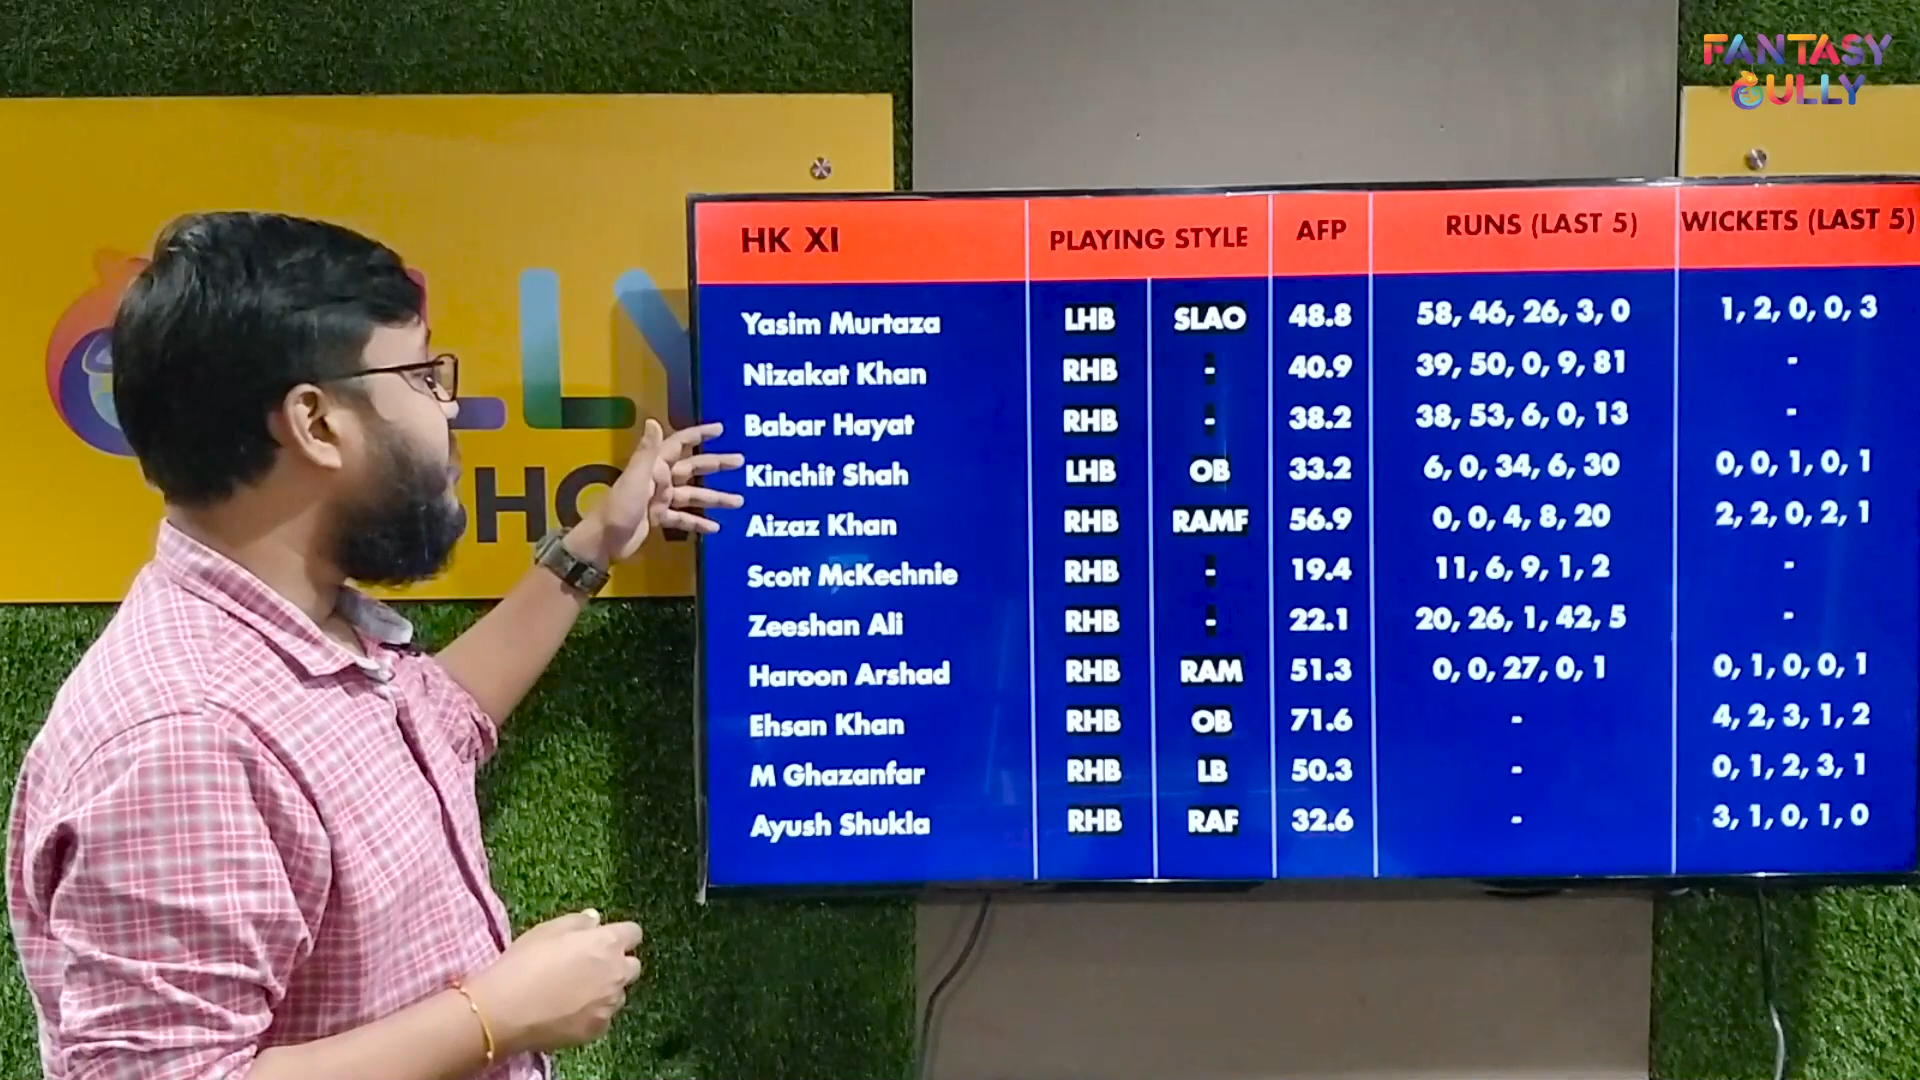 FANTASY
GULLY
LLY
SHOW
HK XI PLAYING STYLE AFP RUNS (LAST 5) WICKETS (LAST 5)
Yasim Murtaza LHB SLAO 48.8 58, 46, 26, 3, 0 1, 2, 0, 0, 3
Nizakat Khan RHB - 40.9 39, 50, 0, 9, 81 -
Babar Hayat RHB - 38.2 38, 53, 6, 0, 13 -
Kinchit Shah LHB OB 33.2 6, 0, 34, 6, 30 0, 0, 1, 0, 1
Aizaz Khan RHB RAMF 56.9 0, 0, 4, 8, 20 2, 2, 0, 2, 1
Scott McKechnie RHB - 19.4 11, 6, 9, 1, 2 -
Zeeshan Ali RHB - 22.1 20, 26, 1, 42, 5 -
Haroon Arshad RHB RAM 51.3 0, 0, 27, 0, 1 0, 1, 0, 0, 1
Ehsan Khan RHB OB 71.6 - 4, 2, 3, 1, 2
M Ghazanfar RHB LB 50.3 - 0, 1, 2, 3, 1
Ayush Shukla RHB RAF 32.6 - 3, 1, 0, 1, 0